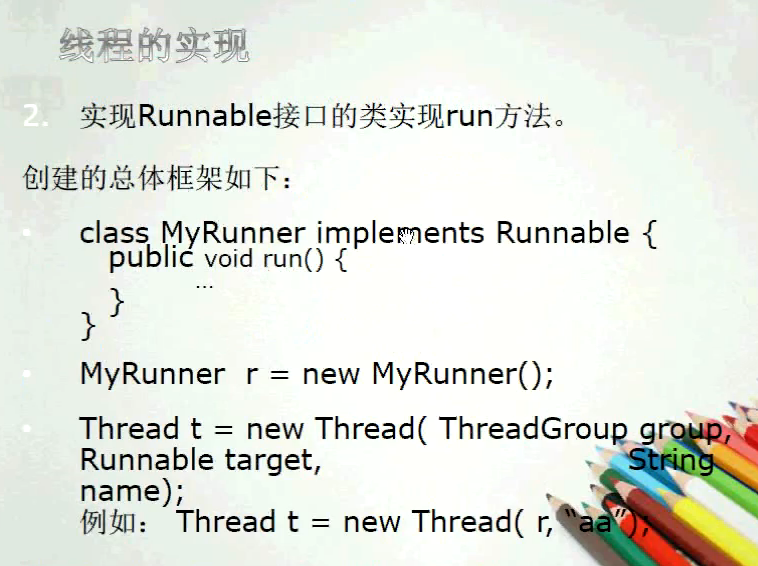 线程的实现
2. 实现Runnable接口的类实现run方法。
创建的总体框架如下：
class MyRunner implements Runnable {
public void run() {
...
}
}
MyRunner r = new MyRunner();
Thread t = new Thread( ThreadGroup group,
Runnable target, String
name);
例如： Thread t = new Thread( r, “aa”);